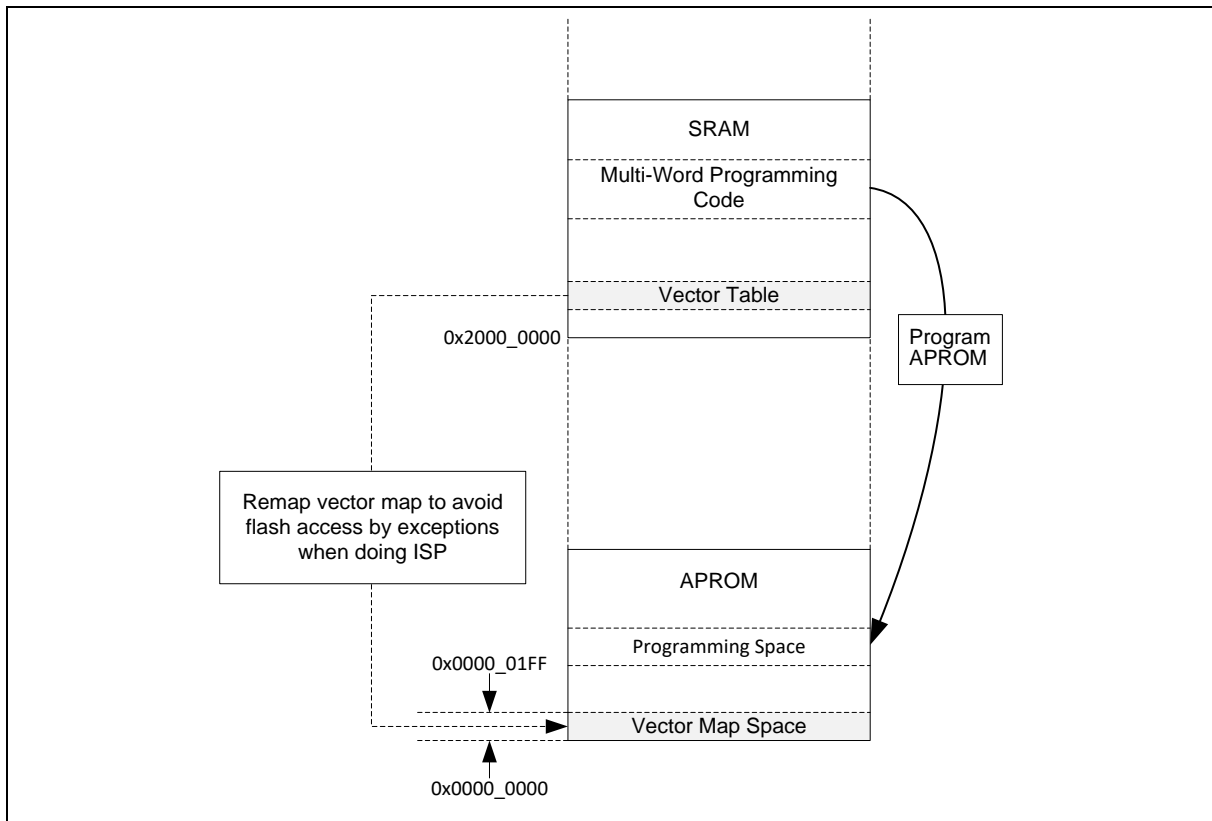 SRAM
Multi-Word Programming
Code
Vector Table
0x2000_0000
Program
APROM
Remap vector map to avoid
flash access by exceptions
when doing ISP
APROM
Programming Space
0x0000_01FF
Vector Map Space
0x0000_0000